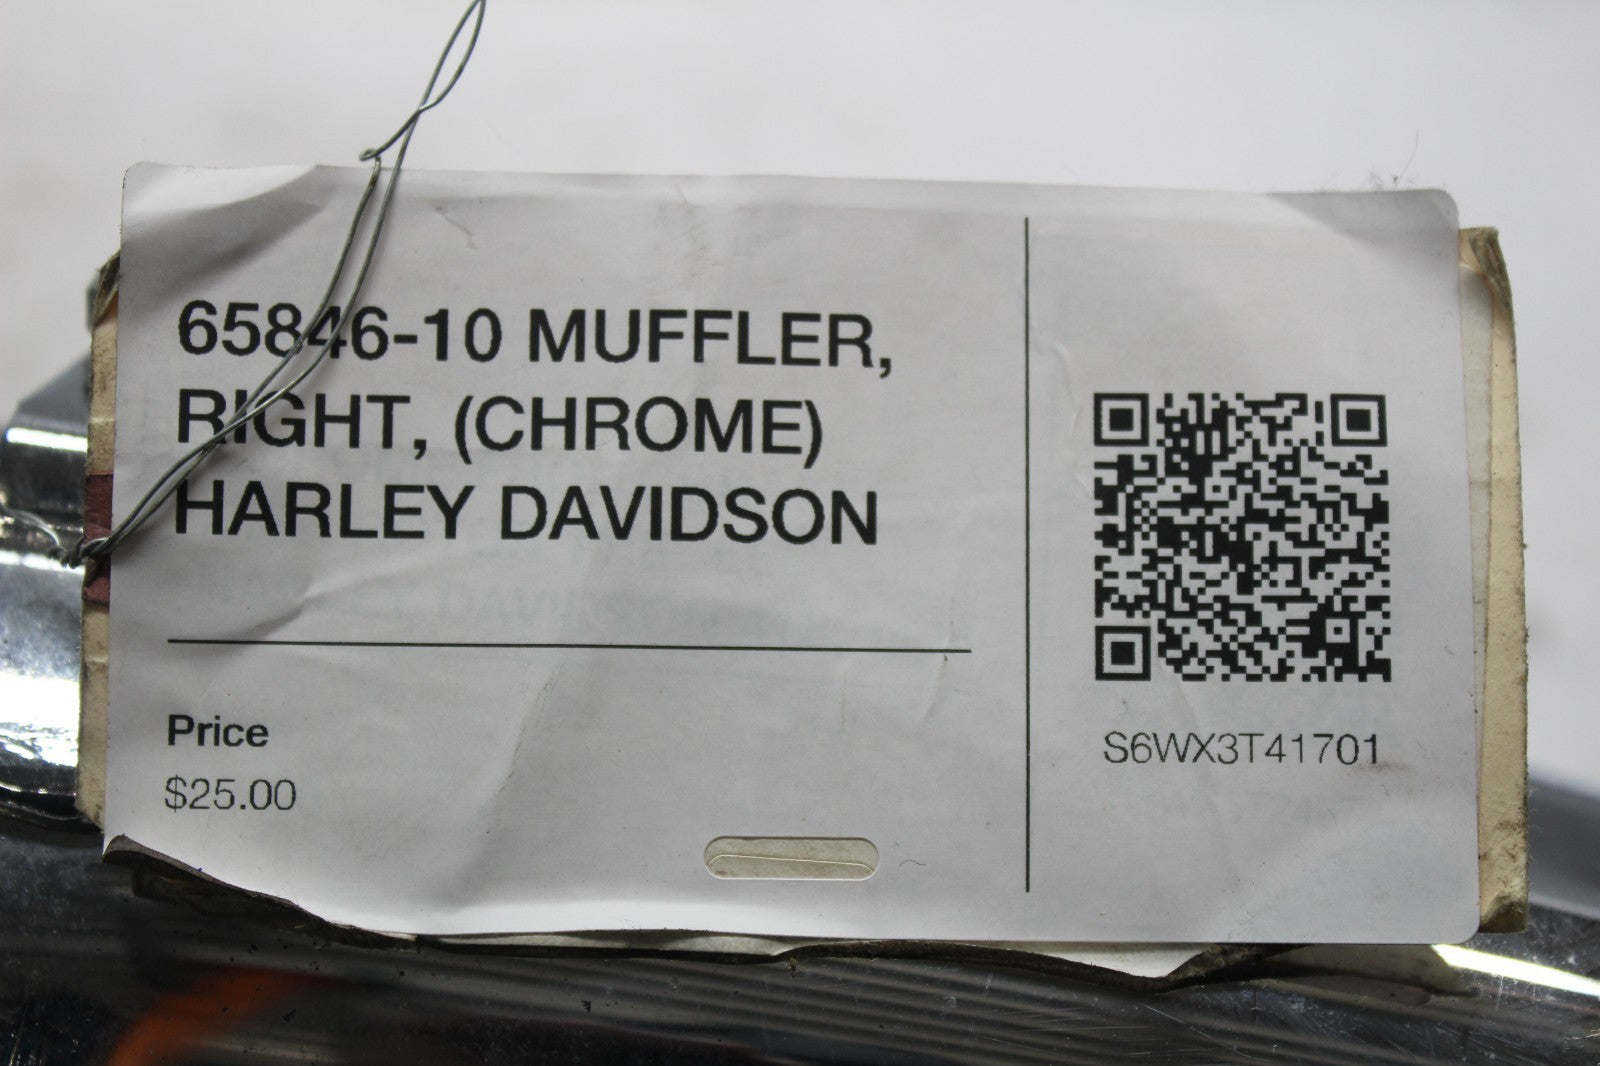 65846-10 MUFFLER,
RIGHT, (CHROME)
HARLEY DAVIDSON
Price
$25.00
S6WX3T41701